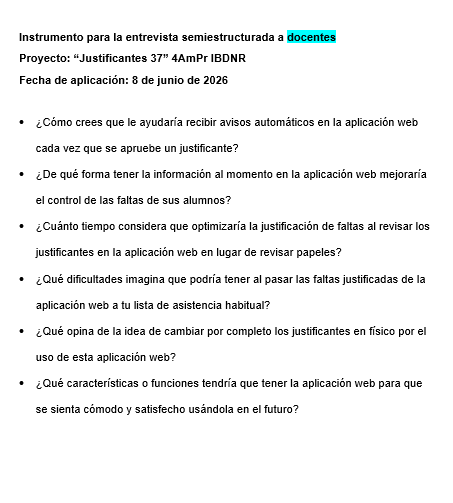 Instrumento para la entrevista semiestructurada a docentes
Proyecto: “Justificantes 37” 4AmPr IBDNR
Fecha de aplicación: 8 de junio de 2026
• ¿Cómo crees que le ayudaría recibir avisos automáticos en la aplicación web
cada vez que se apruebe un justificante?
• ¿De qué forma tener la información al momento en la aplicación web mejoraría
el control de las faltas de sus alumnos?
• ¿Cuánto tiempo considera que optimizaría la justificación de faltas al revisar los
justificantes en la aplicación web en lugar de revisar papeles?
• ¿Qué dificultades imagina que podría tener al pasar las faltas justificadas de la
aplicación web a tu lista de asistencia habitual?
• ¿Qué opina de la idea de cambiar por completo los justificantes en físico por el
uso de esta aplicación web?
• ¿Qué características o funciones tendría que tener la aplicación web para que
se sienta cómodo y satisfecho usándola en el futuro?